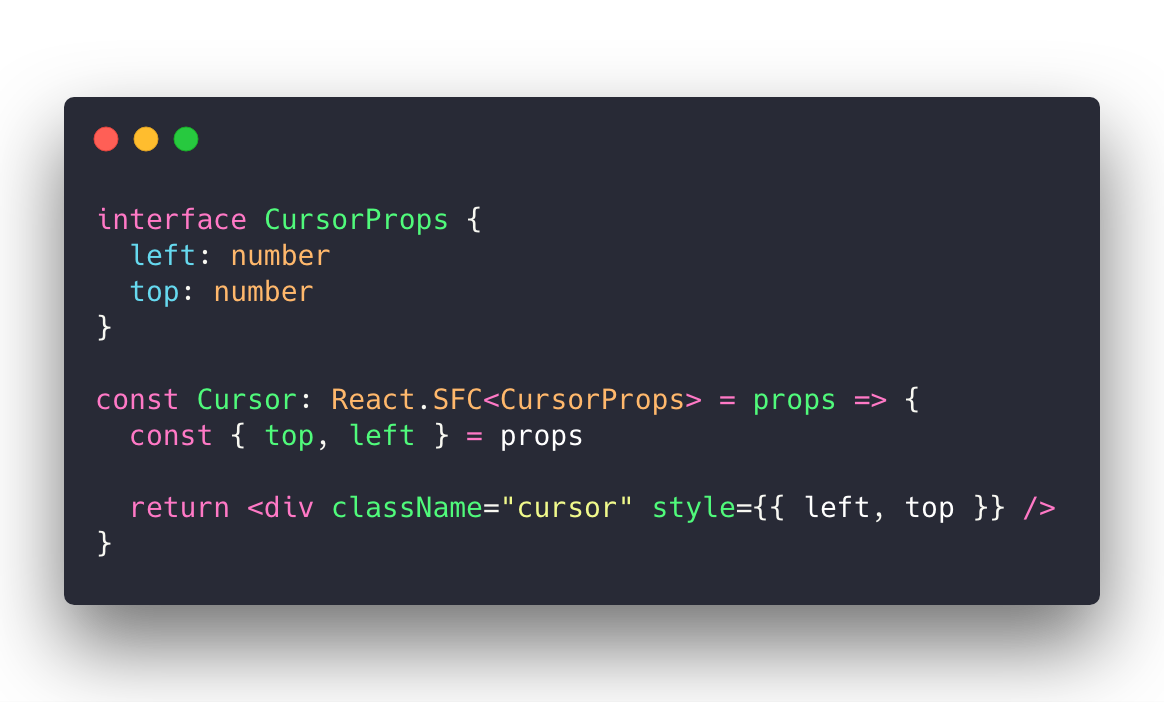 interface CursorProps {
  left: number
  top: number
}

const Cursor: React.SFC<CursorProps> = props => {
  const { top, left } = props

  return <div className="cursor" style={{ left, top }} />
}